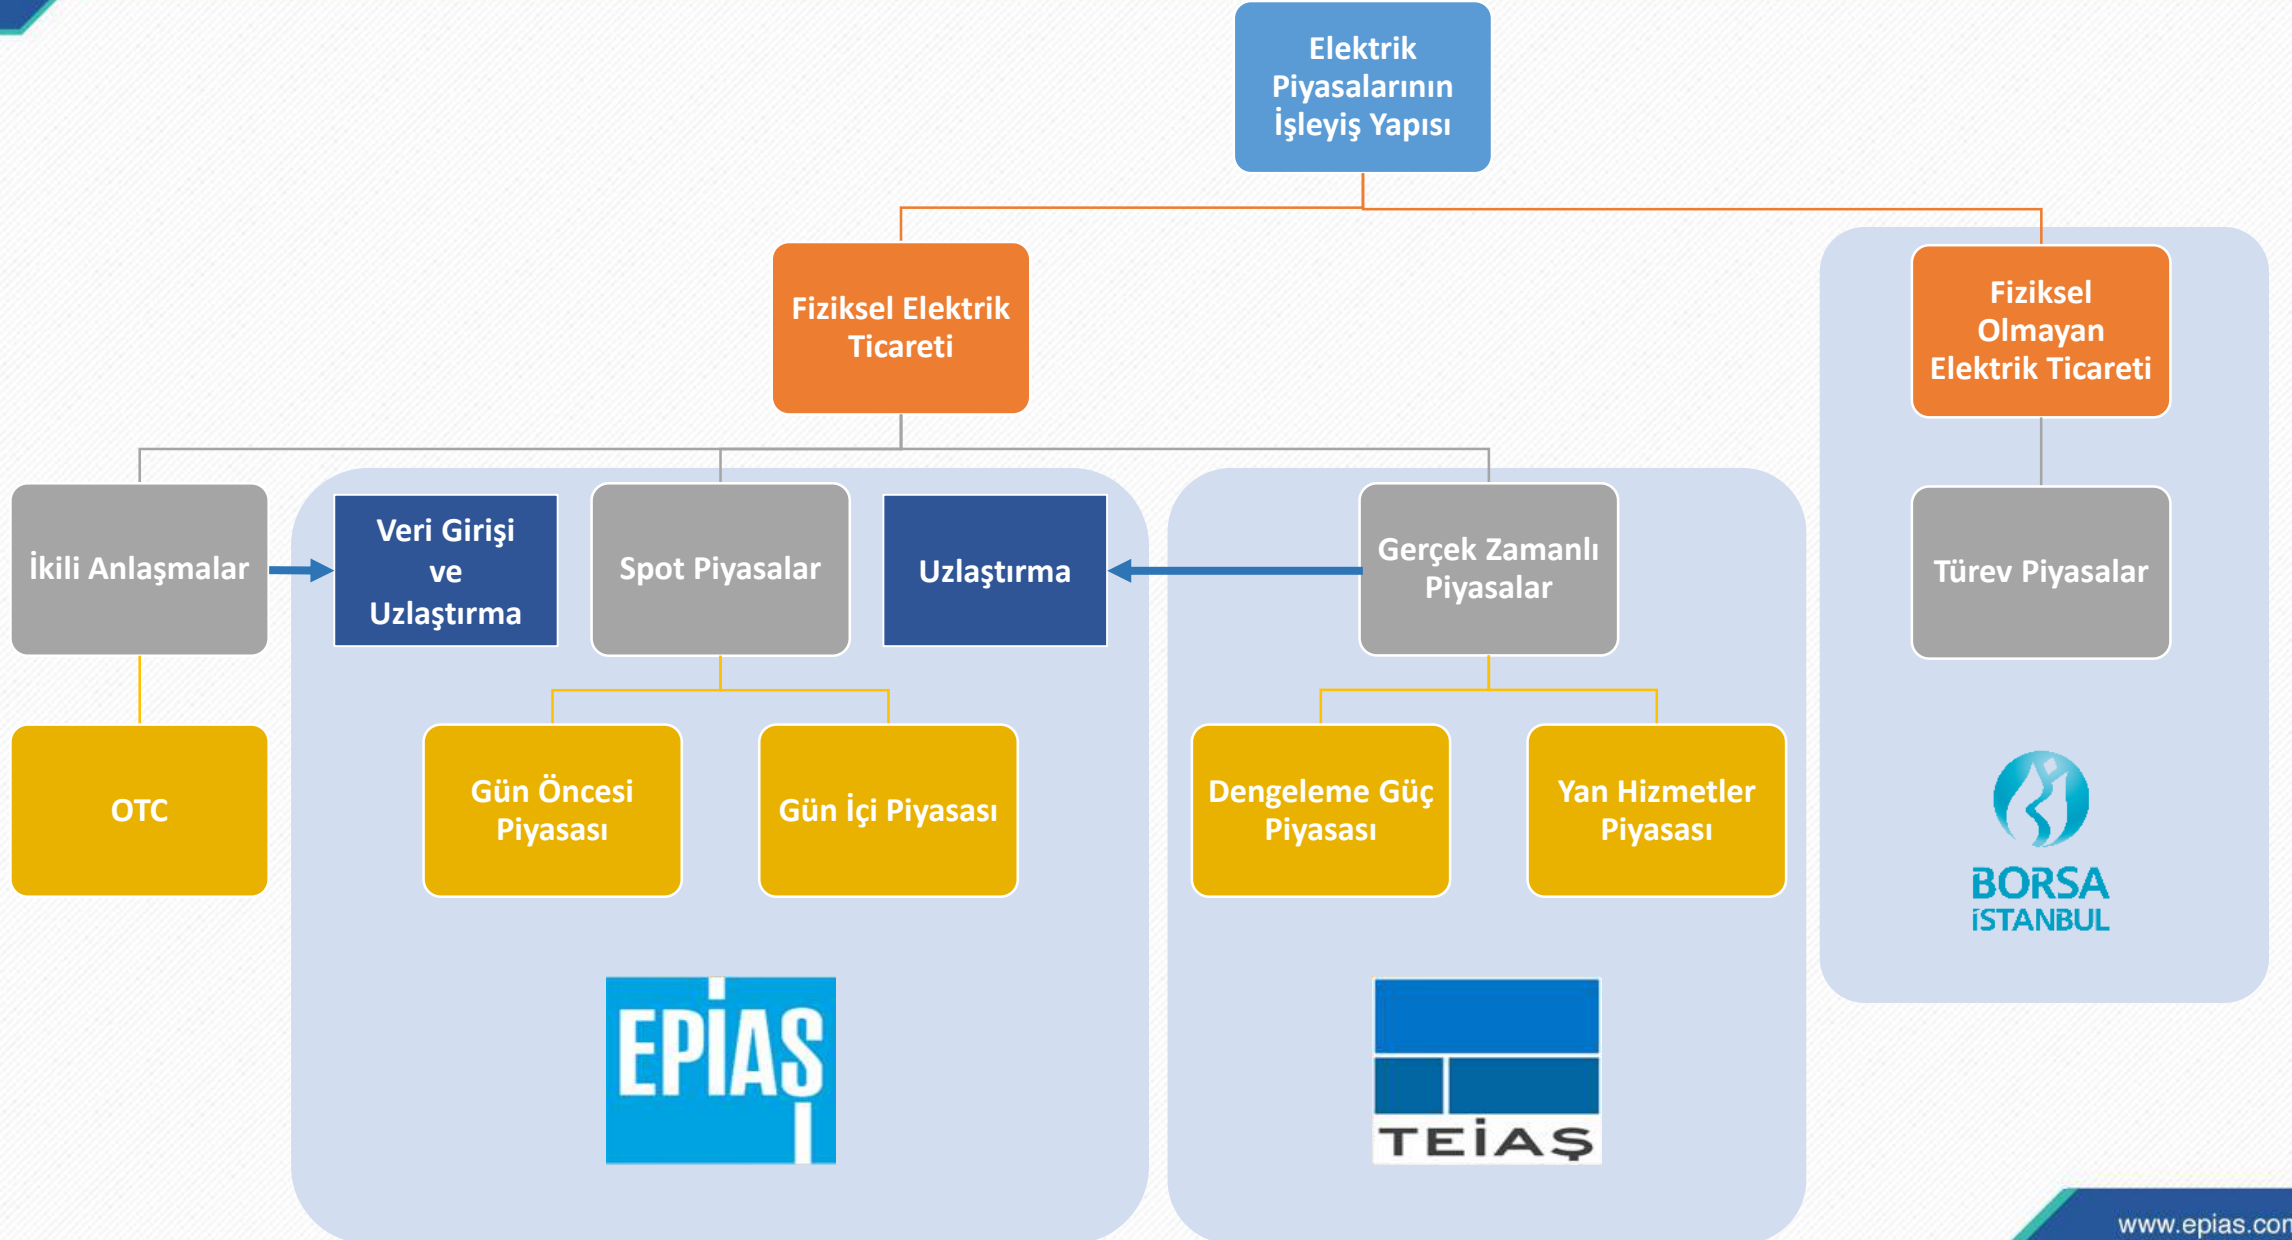 Elektrik
Piyasalarının
İşleyiş Yapısı
Fiziksel Elektrik
Ticareti
Fiziksel
Olmayan
Elektrik Ticareti
İkili Anlaşmalar
Veri Girişi
ve
Uzlaştırma
Spot Piyasalar
Uzlaştırma
Gerçek Zamanlı
Piyasalar
Türev Piyasalar
OTC
Gün Öncesi
Piyasası
Gün İçi Piyasası
Dengeleme Güç
Piyasası
Yan Hizmetler
Piyasası
BORSA
İSTANBUL
EPİAŞ
TEİAŞ
www.epias.com